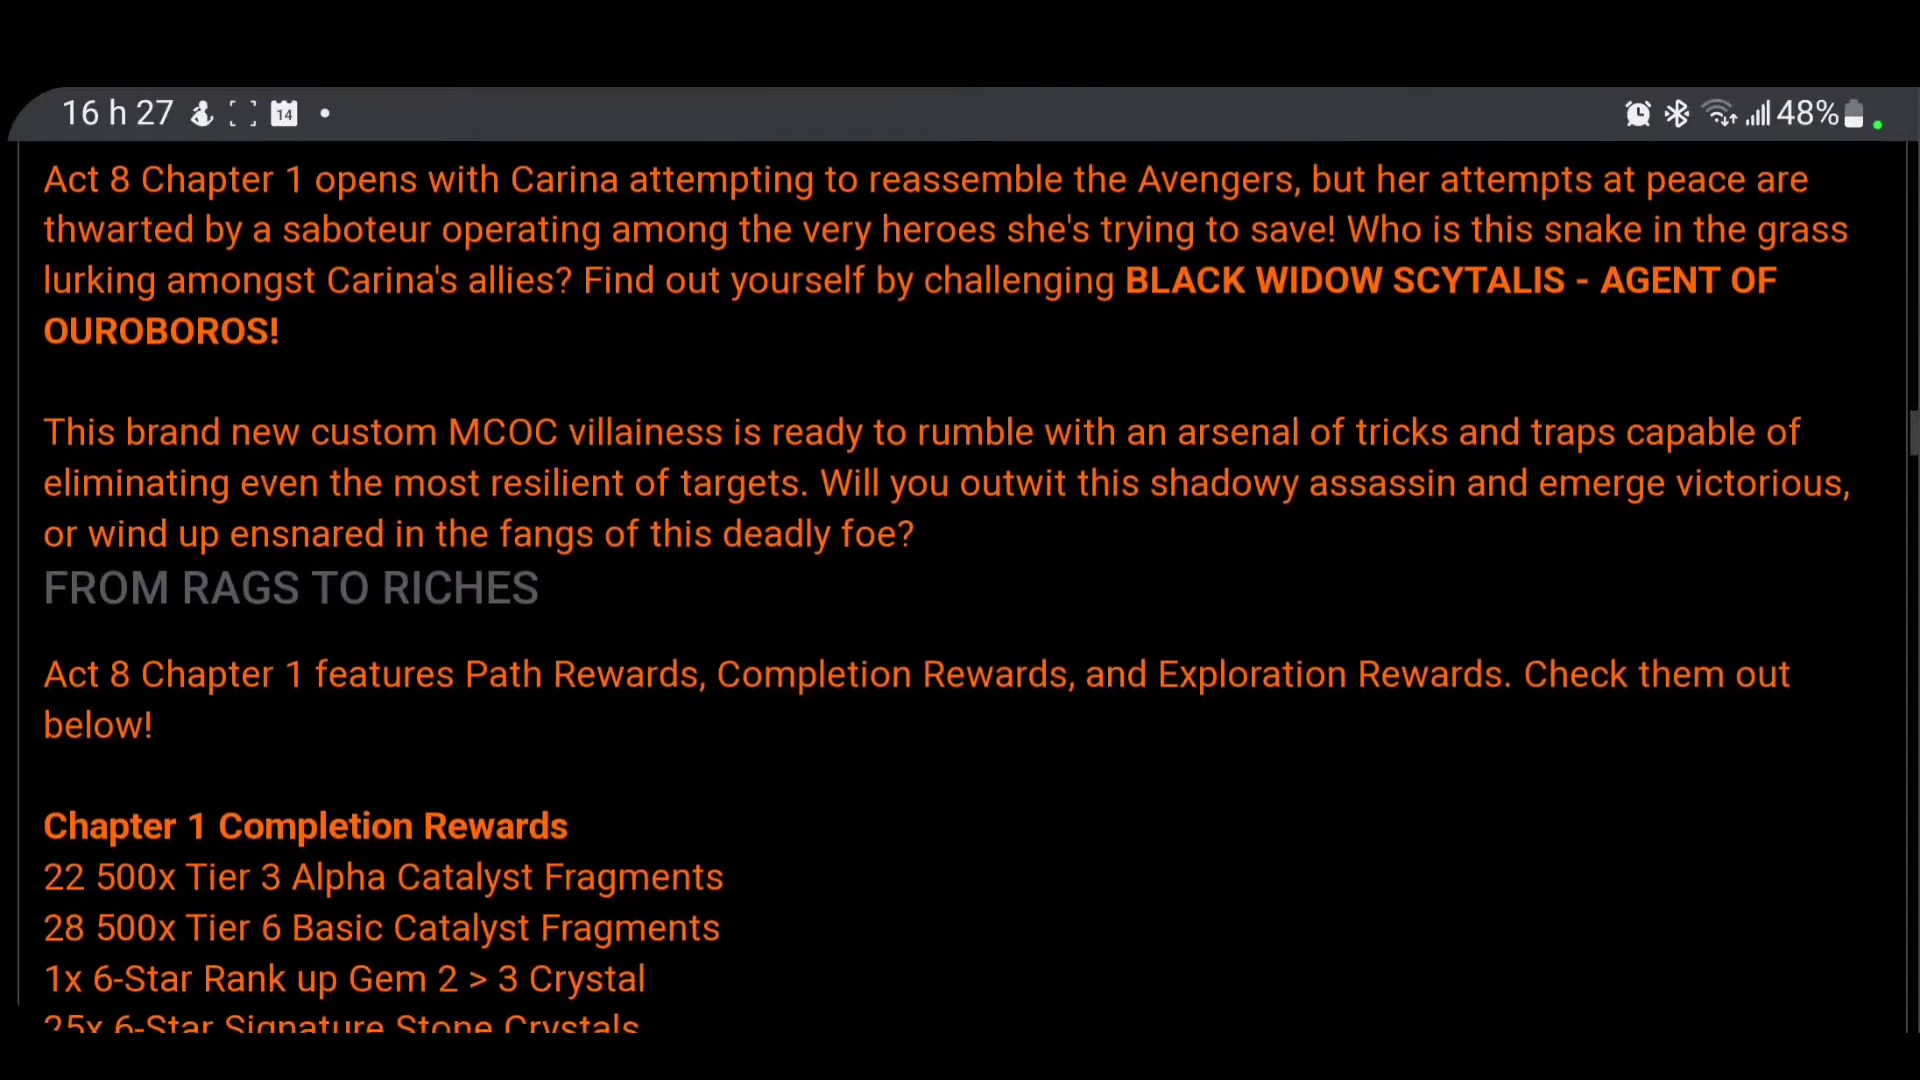 16 h 27 14 48%
Act 8 Chapter 1 opens with Carina attempting to reassemble the Avengers, but her attempts at peace are
thwarted by a saboteur operating among the very heroes she's trying to save! Who is this snake in the grass
lurking amongst Carina's allies? Find out yourself by challenging BLACK WIDOW SCYTALIS - AGENT OF
OUROBOROS!
This brand new custom MCOC villainess is ready to rumble with an arsenal of tricks and traps capable of
eliminating even the most resilient of targets. Will you outwit this shadowy assassin and emerge victorious,
or wind up ensnared in the fangs of this deadly foe?
FROM RAGS TO RICHES
Act 8 Chapter 1 features Path Rewards, Completion Rewards, and Exploration Rewards. Check them out
below!
Chapter 1 Completion Rewards
22 500x Tier 3 Alpha Catalyst Fragments
28 500x Tier 6 Basic Catalyst Fragments
1x 6-Star Rank up Gem 2 > 3 Crystal
25x 6-Star Signature Stone Crystals